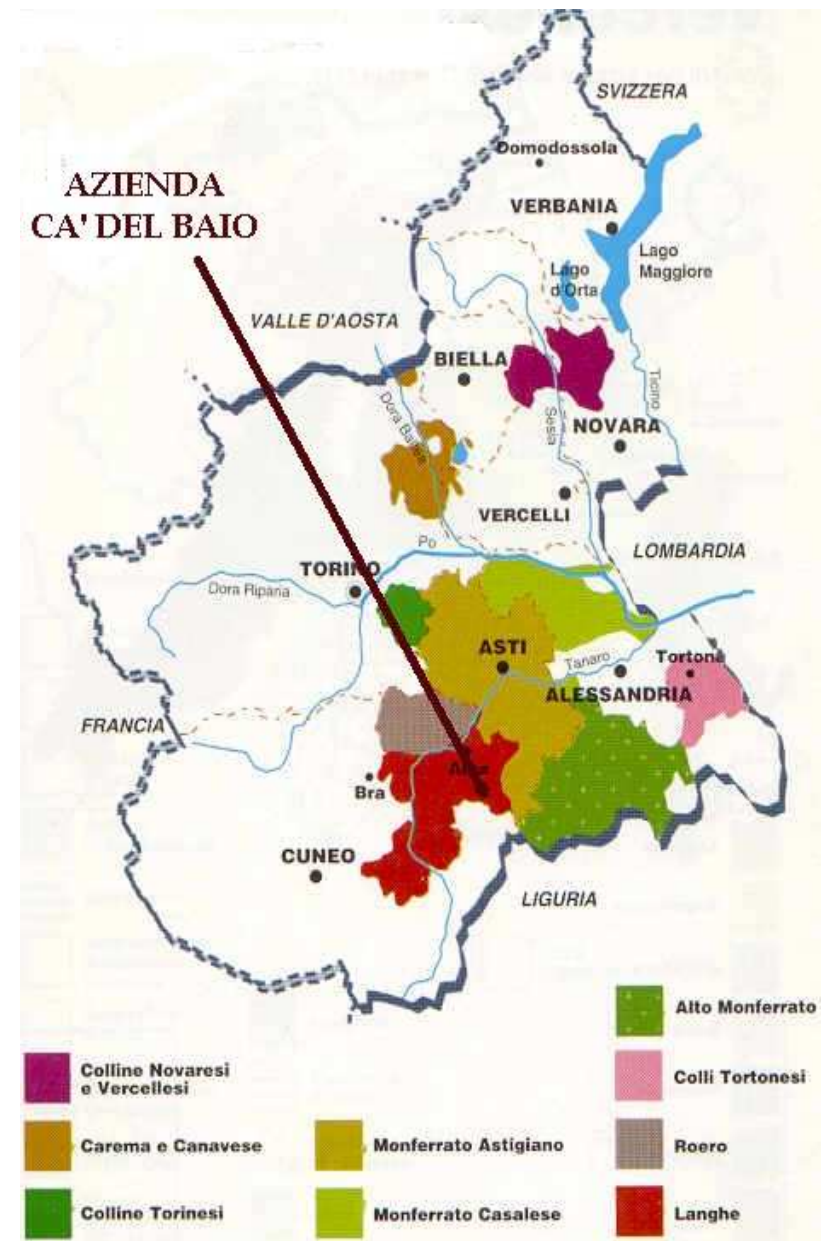 SVIZZERA
Domodossola
AZIENDA
CA' DEL BAIO
VERBANIA
Lago
Maggiore
Lago
d'Orta
VALLE D'AOSTA
BIELLA
Ticino
Dora Baltea
Sesia
NOVARA
VERCELLI
Po
LOMBARDIA
TORINO
Dora Riparia
ASTI
Tanaro
Tortona
ALESSANDRIA
FRANCIA
Alba
Bra
CUNEO
LIGURIA
Alto Monferrato
Colline Novaresi
e Vercellesi
Colli Tortonesi
Carema e Canavese
Monferrato Astigiano
Roero
Colline Torinesi
Monferrato Casalese
Langhe